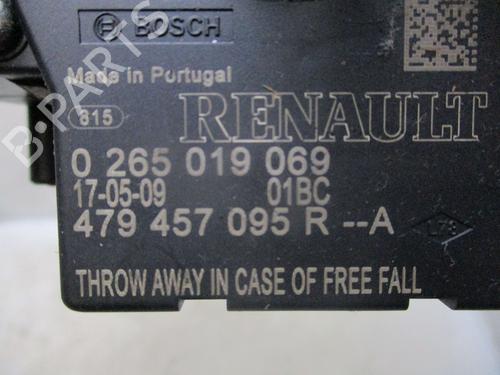 BOSCH
Made in Portugal
815
RENAULT
0 265 019 069
17-05-09 01BC
479 457 095 R --A
L73
THROW AWAY IN CASE OF FREE FALL
B-PARTS